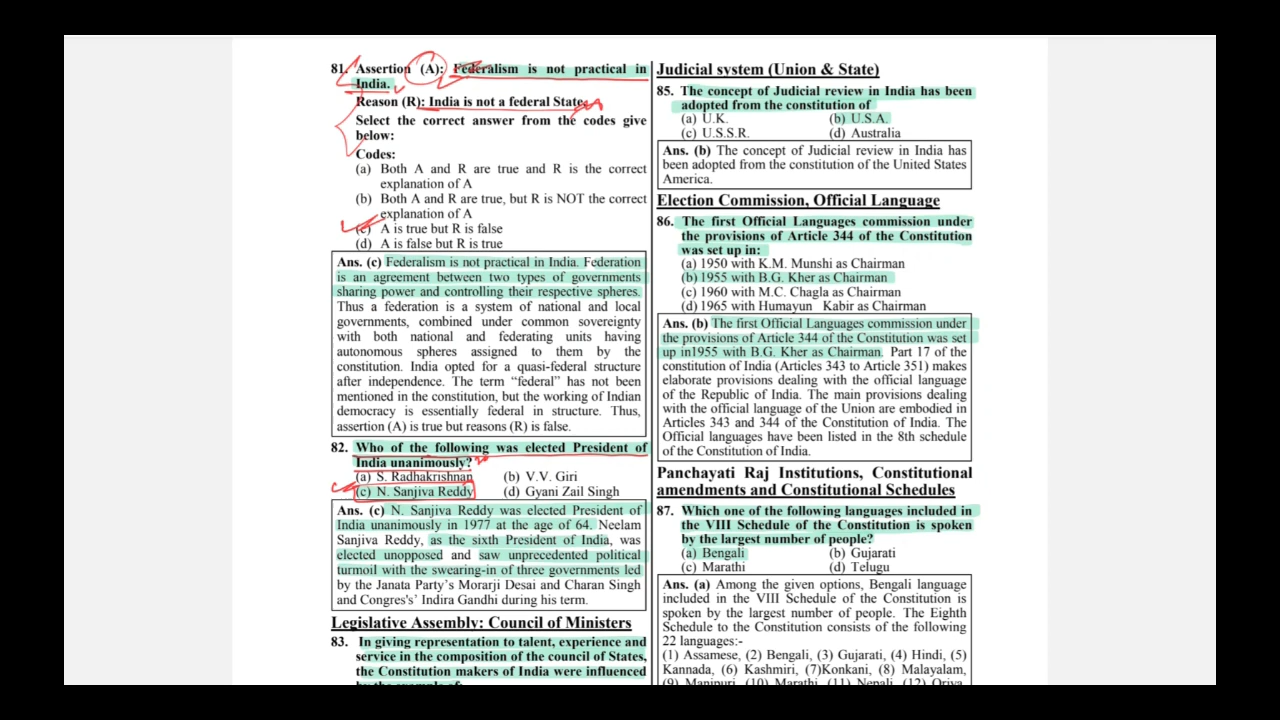 81. Assertion (A): Federalism is not practical in
India.
Reason (R): India is not a federal State.
Select the correct answer from the codes give
below:
Codes:
(a) Both A and R are true and R is the correct
explanation of A
(b) Both A and R are true, but R is NOT the correct
explanation of A
(c) A is true but R is false
(d) A is false but R is true
Ans. (c) Federalism is not practical in India. Federation
is an agreement between two types of governments
sharing power and controlling their respective spheres.
Thus a federation is a system of national and local
governments, combined under common sovereignty
with both national and federating units having
autonomous spheres assigned to them by the
constitution. India opted for a quasi-federal structure
after independence. The term “federal” has not been
mentioned in the constitution, but the working of Indian
democracy is essentially federal in structure. Thus,
assertion (A) is true but reasons (R) is false.
82. Who of the following was elected President of
India unanimously?
(a) S. Radhakrishnan (b) V.V. Giri
(c) N. Sanjiva Reddy (d) Gyani Zail Singh
Ans. (c) N. Sanjiva Reddy was elected President of
India unanimously in 1977 at the age of 64. Neelam
Sanjiva Reddy, as the sixth President of India, was
elected unopposed and saw unprecedented political
turmoil with the swearing-in of three governments led
by the Janata Party’s Morarji Desai and Charan Singh
and Congres's’ Indira Gandhi during his term.
Legislative Assembly: Council of Ministers
83. In giving representation to talent, experience and
service in the composition of the council of States,
the Constitution makers of India were influenced
by the example of:
Judicial system (Union & State)
85. The concept of Judicial review in India has been
adopted from the constitution of
(a) U.K. (b) U.S.A.
(c) U.S.S.R. (d) Australia
Ans. (b) The concept of Judicial review in India has
been adopted from the constitution of the United States
America.
Election Commission, Official Language
86. The first Official Languages commission under
the provisions of Article 344 of the Constitution
was set up in:
(a) 1950 with K.M. Munshi as Chairman
(b) 1955 with B.G. Kher as Chairman
(c) 1960 with M.C. Chagla as Chairman
(d) 1965 with Humayun Kabir as Chairman
Ans. (b) The first Official Languages commission under
the provisions of Article 344 of the Constitution was set
up in1955 with B.G. Kher as Chairman. Part 17 of the
constitution of India (Articles 343 to Article 351) makes
elaborate provisions dealing with the official language
of the Republic of India. The main provisions dealing
with the official language of the Union are embodied in
Articles 343 and 344 of the Constitution of India. The
Official languages have been listed in the 8th schedule
of the Constitution of India.
Panchayati Raj Institutions, Constitutional
amendments and Constitutional Schedules
87. Which one of the following languages included in
the VIII Schedule of the Constitution is spoken
by the largest number of people?
(a) Bengali (b) Gujarati
(c) Marathi (d) Telugu
Ans. (a) Among the given options, Bengali language
included in the VIII Schedule of the Constitution is
spoken by the largest number of people. The Eighth
Schedule to the Constitution consists of the following
22 languages:-
(1) Assamese, (2) Bengali, (3) Gujarati, (4) Hindi, (5)
Kannada, (6) Kashmiri, (7)Konkani, (8) Malayalam,
(9) Manipuri, (10) Marathi, (11) Nepali, (12) Oriya,